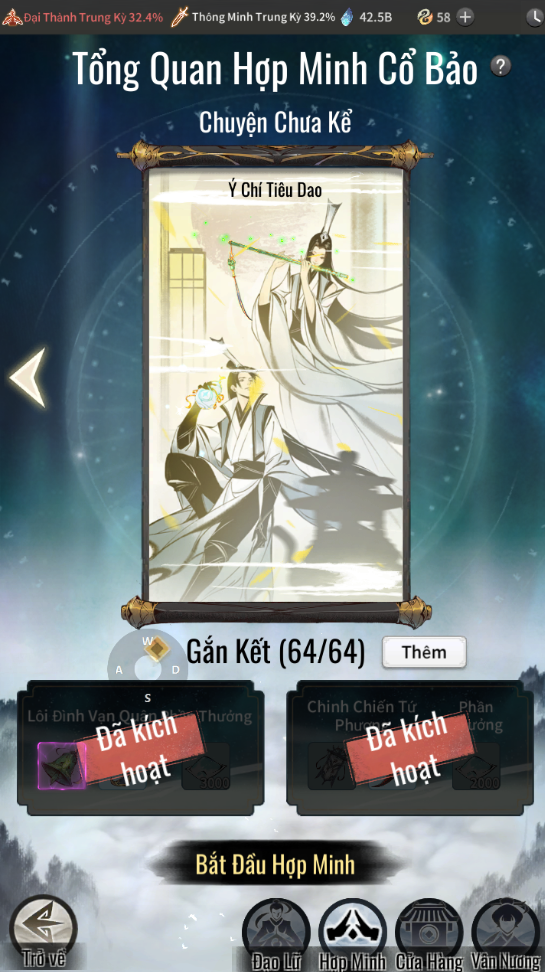 Đại Thánh Trung Kỳ 32.4% Thông Minh Trung Kỳ 39.2% 42.5B 58
Tổng Quan Hợp Minh Cổ Bảo ?
Chuyện Chưa Kể
Ý Chí Tiêu Dao
Gắn Kết (64/64) Thêm
W
A D
S
Lôi Đình Vạn Quân Thưởng
Đã kích
hoạt
3000
Chinh Chiến Tứ Phần
Đã kích
hoạt
2000
Bắt Đầu Hợp Minh
Trở về Đạo Lữ Hợp Minh Cửa Hàng Vân Nương